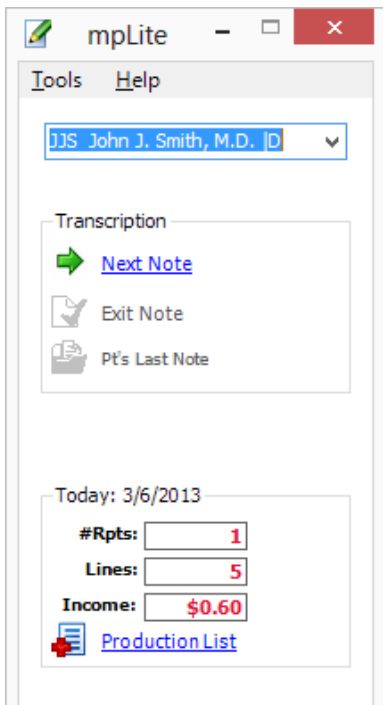 mpLite
Tools Help
JJS John J. Smith, M.D. |D
Transcription
Next Note
Exit Note
Pt's Last Note
Today: 3/6/2013
#Rpts: 1
Lines: 5
Income: $0.60
Production List